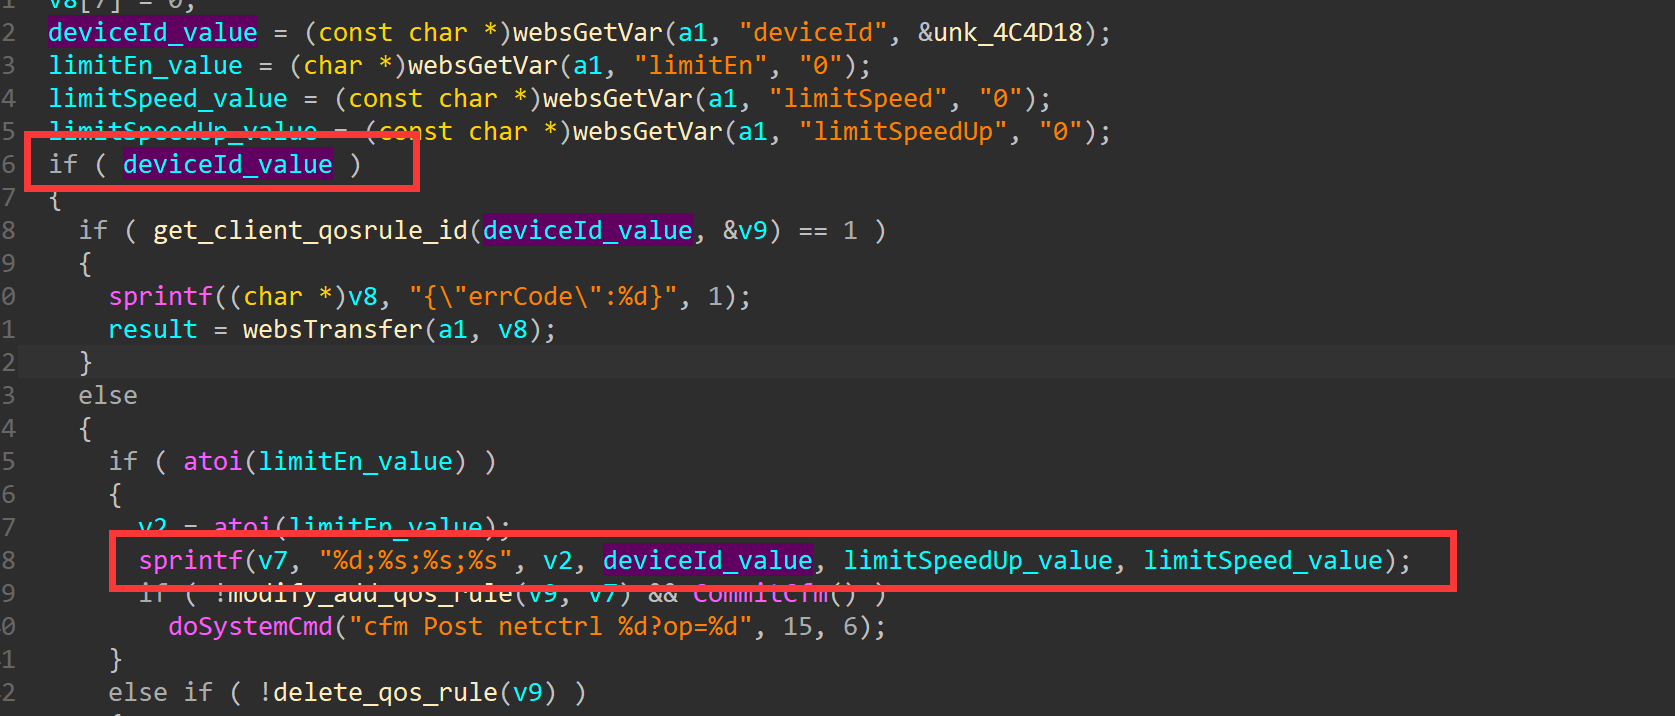 1 v8[7] = 0;
2 deviceId_value = (const char *)websGetVar(a1, "deviceId", &unk_4C4D18);
3 limitEn_value = (char *)websGetVar(a1, "limitEn", "0");
4 limitSpeed_value = (const char *)websGetVar(a1, "limitSpeed", "0");
5 limitSpeedUp_value = (const char *)websGetVar(a1, "limitSpeedUp", "0");
6 if ( deviceId_value )
7 {
8 if ( get_client_qosrule_id(deviceId_value, &v9) == 1 )
9 {
0 sprintf((char *)v8, "{\"errCode\":%d}", 1);
1 result = websTransfer(a1, v8);
2 }
3 else
4 {
5 if ( atoi(limitEn_value) )
6 {
7 v2 = atoi(limitEn_value);
8 sprintf(v7, "%d;%s;%s;%s", v2, deviceId_value, limitSpeedUp_value, limitSpeed_value);
9 if ( !modify_add_qos_rule(v9, v7) && CommitCfm() )
0 doSystemCmd("cfm Post netctrl %d?op=%d", 15, 6);
1 }
2 else if ( !delete_qos_rule(v9) )
{